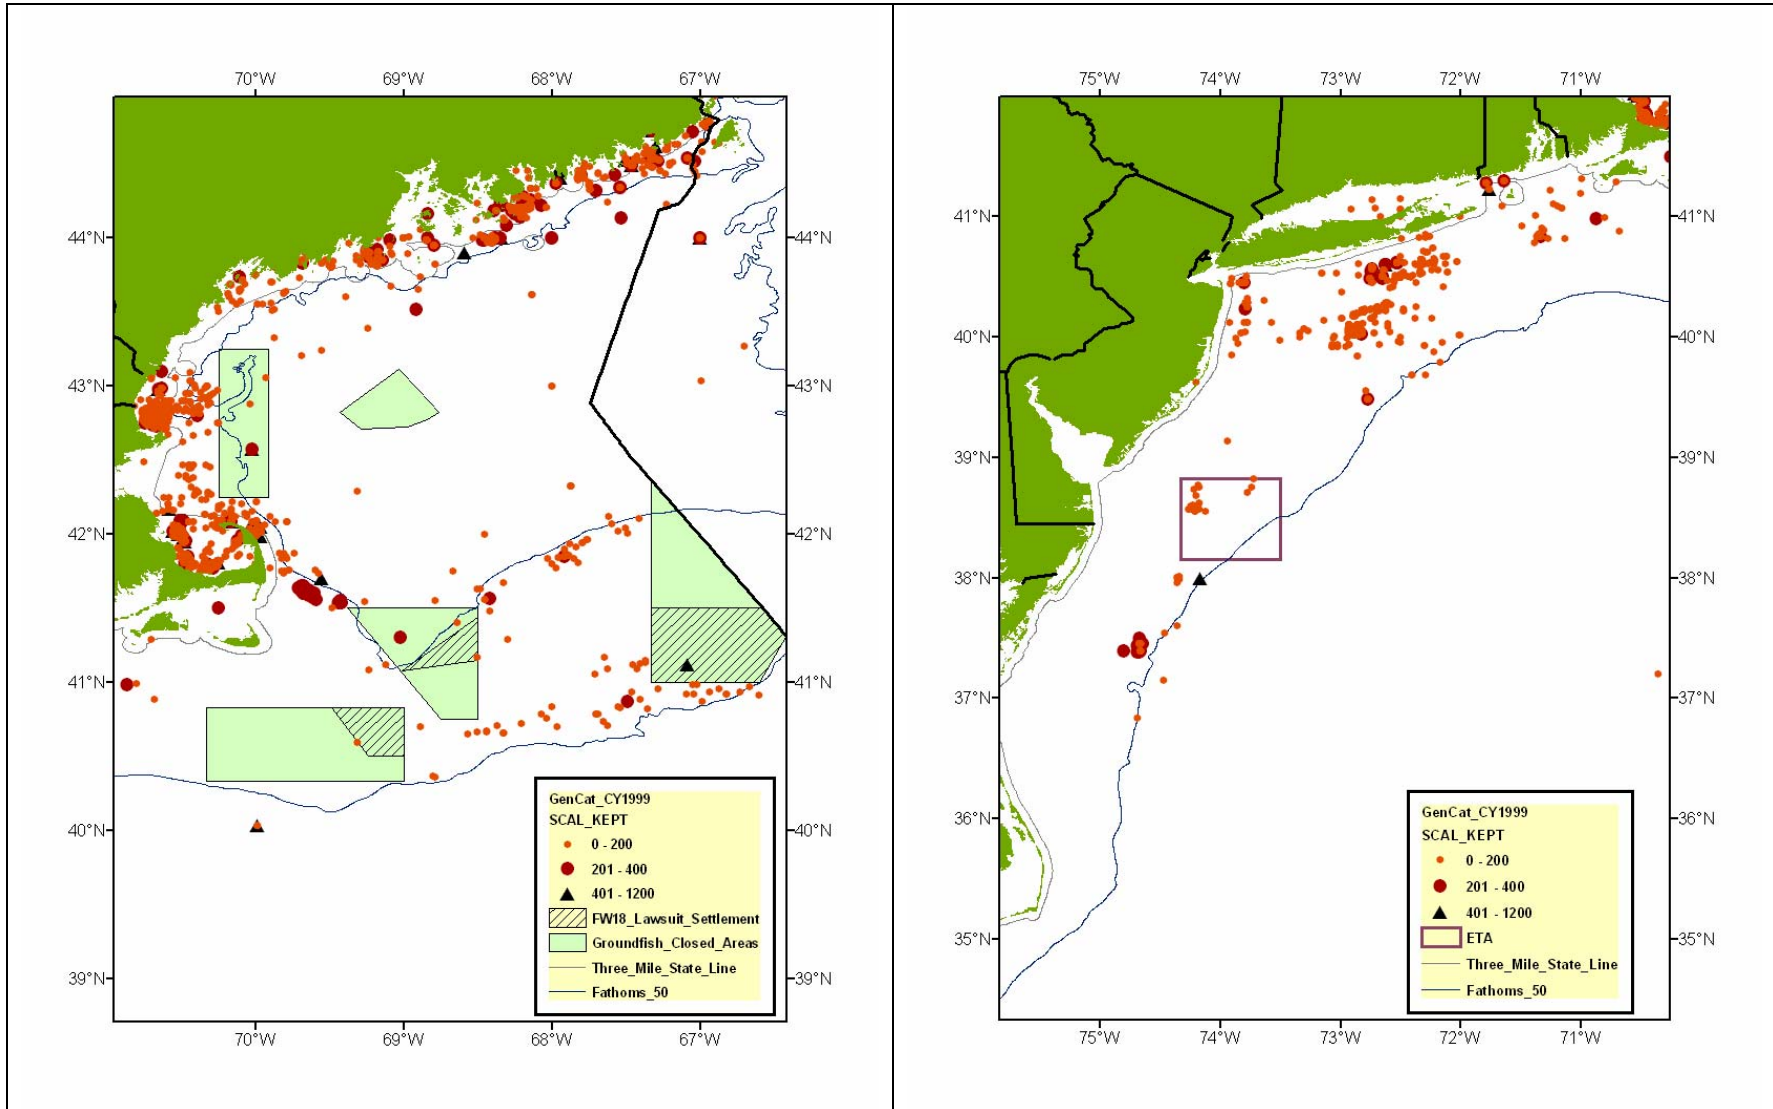 70°W 69°W 68°W 67°W
44°N 44°N
43°N 43°N
42°N 42°N
41°N 41°N
40°N 40°N
39°N 39°N
70°W 69°W 68°W 67°W
GenCat_CY1999
SCAL_KEPT
0 - 200
201 - 400
401 - 1200
FW18_Lawsuit_Settlement
Groundfish_Closed_Areas
Three_Mile_State_Line
Fathoms_50
75°W 74°W 73°W 72°W 71°W
41°N 41°N
40°N 40°N
39°N 39°N
38°N 38°N
37°N 37°N
36°N 36°N
35°N 35°N
75°W 74°W 73°W 72°W 71°W
GenCat_CY1999
SCAL_KEPT
0 - 200
201 - 400
401 - 1200
ETA
Three_Mile_State_Line
Fathoms_50